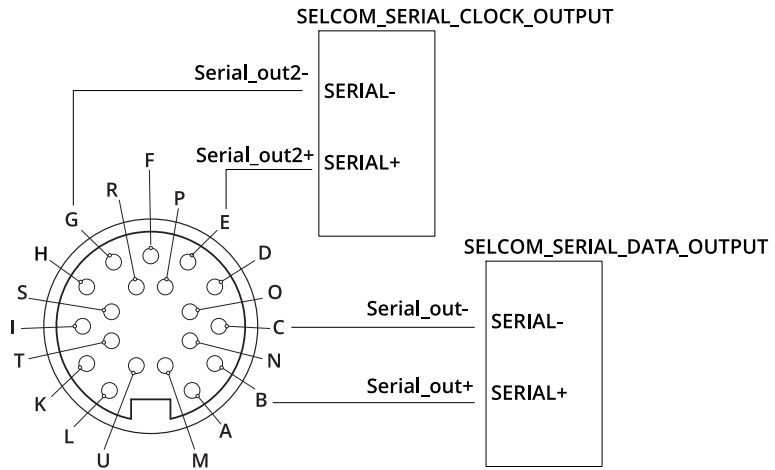 SELCOM_SERIAL_CLOCK_OUTPUT
Serial_out2-
SERIAL-
Serial_out2+
SERIAL+
F
R
P
G
E
H
D
SELCOM_SERIAL_DATA_OUTPUT
S
O
Serial_out-
SERIAL-
I
C
T
N
Serial_out+
SERIAL+
K
B
L
A
U
M